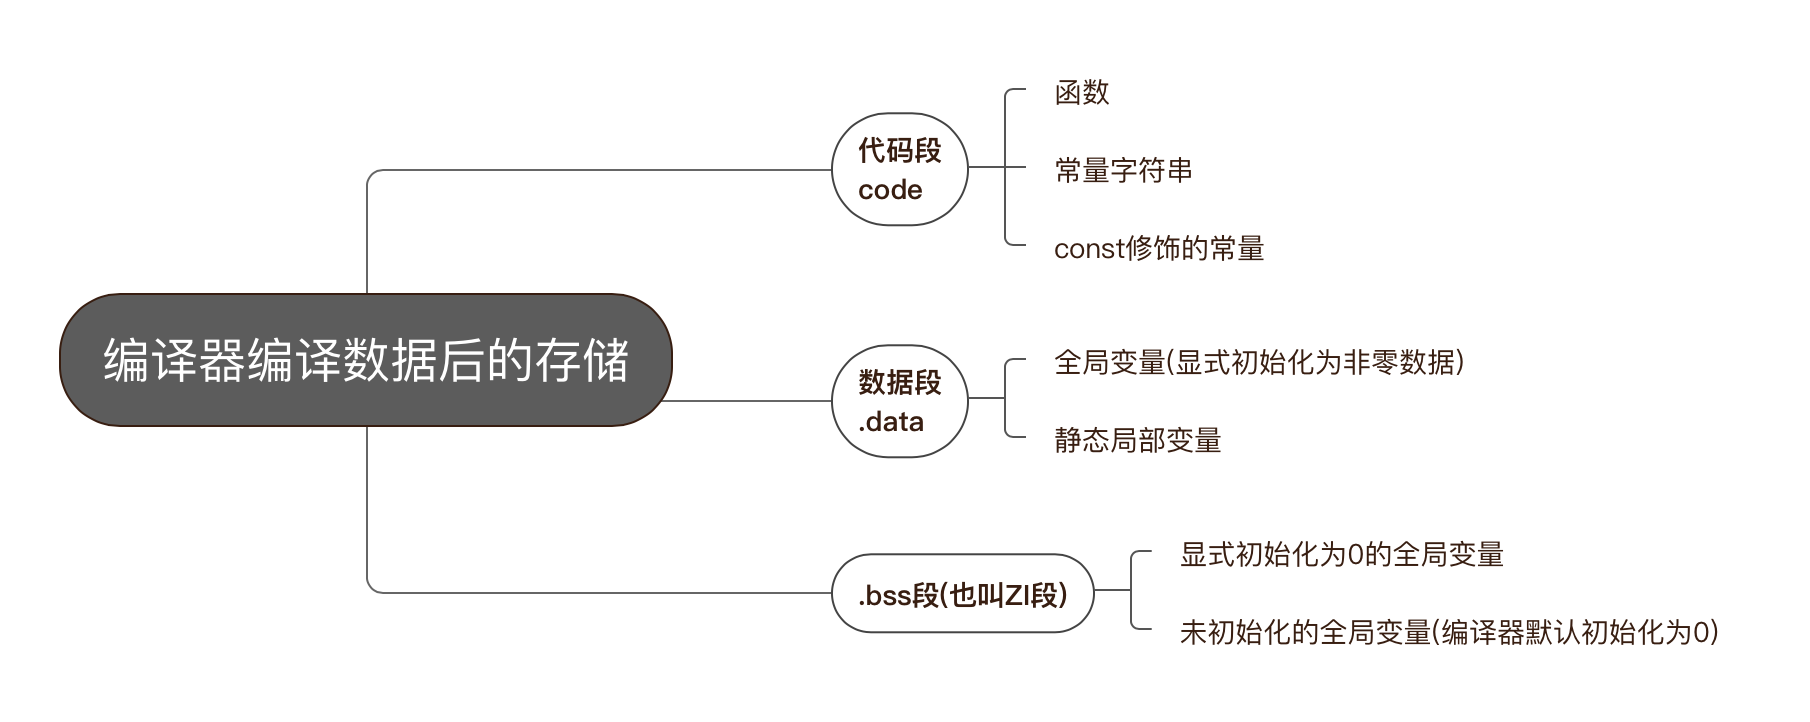 编译器编译数据后的存储
代码段
code
函数
常量字符串
const修饰的常量
数据段
.data
全局变量(显式初始化为非零数据)
静态局部变量
.bss段(也叫ZI段)
显式初始化为0的全局变量
未初始化的全局变量(编译器默认初始化为0)